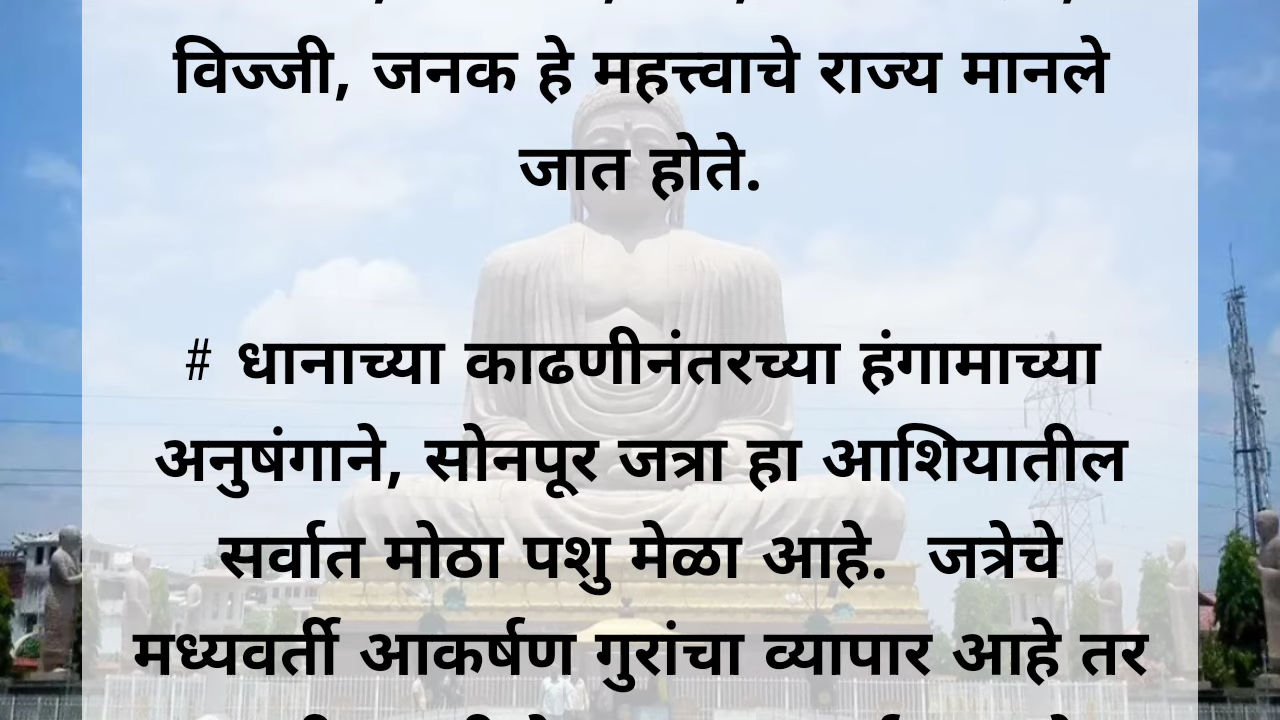 विज्जी, जनक हे महत्त्वाचे राज्य मानले
जात होते.
# धानाच्या काढणीनंतरच्या हंगामाच्या
अनुषंगाने, सोनपूर जत्रा हा आशियातील
सर्वात मोठा पशु मेळा आहे. जत्रेचे
मध्यवर्ती आकर्षण गुरांचा व्यापार आहे तर